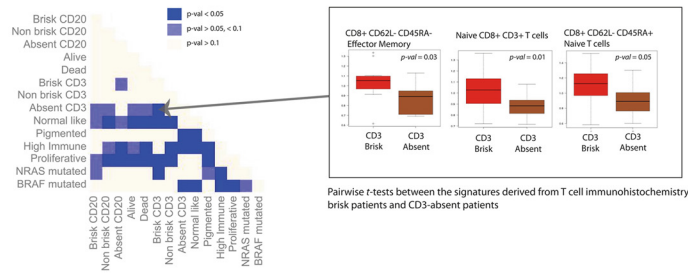 Brisk CD20
Non brisk CD20
Absent CD20
Alive
Dead
Brisk CD3
Non brisk CD3
Absent CD3
Normal like
Pigmented
High Immune
Proliferative
NRAS mutated
BRAF mutated
Brisk CD20
Non brisk CD20
Absent CD20
Alive
Dead
Brisk CD3
Non brisk CD3
Absent CD3
Normal like
Pigmented
High Immune
Proliferative
NRAS mutated
BRAF mutated
p-val < 0.05
p-val > 0.05, < 0.1
p-val > 0.1
CD8+ CD62L- CD45RA-
Effector Memory
p-val = 0.03
CD3
Brisk
CD3
Absent
Naive CD8+ CD3+ T cells
p-val = 0.01
CD3
Brisk
CD3
Absent
CD8+ CD62L- CD45RA+
Naive T cells
p-val = 0.05
CD3
Brisk
CD3
Absent
Pairwise t-tests between the signatures derived from T cell immunohistochemistry
brisk patients and CD3-absent patients